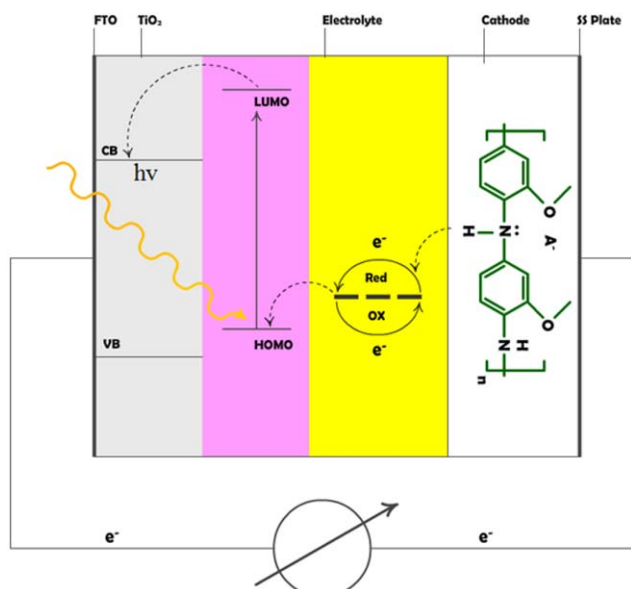 FTO TiO₂ Electrolyte Cathode SS Plate
LUMO
CB
hν
e-
Red
OX
e-
HOMO
VB
H
N
O
A-
O
N
H
n
e- e-